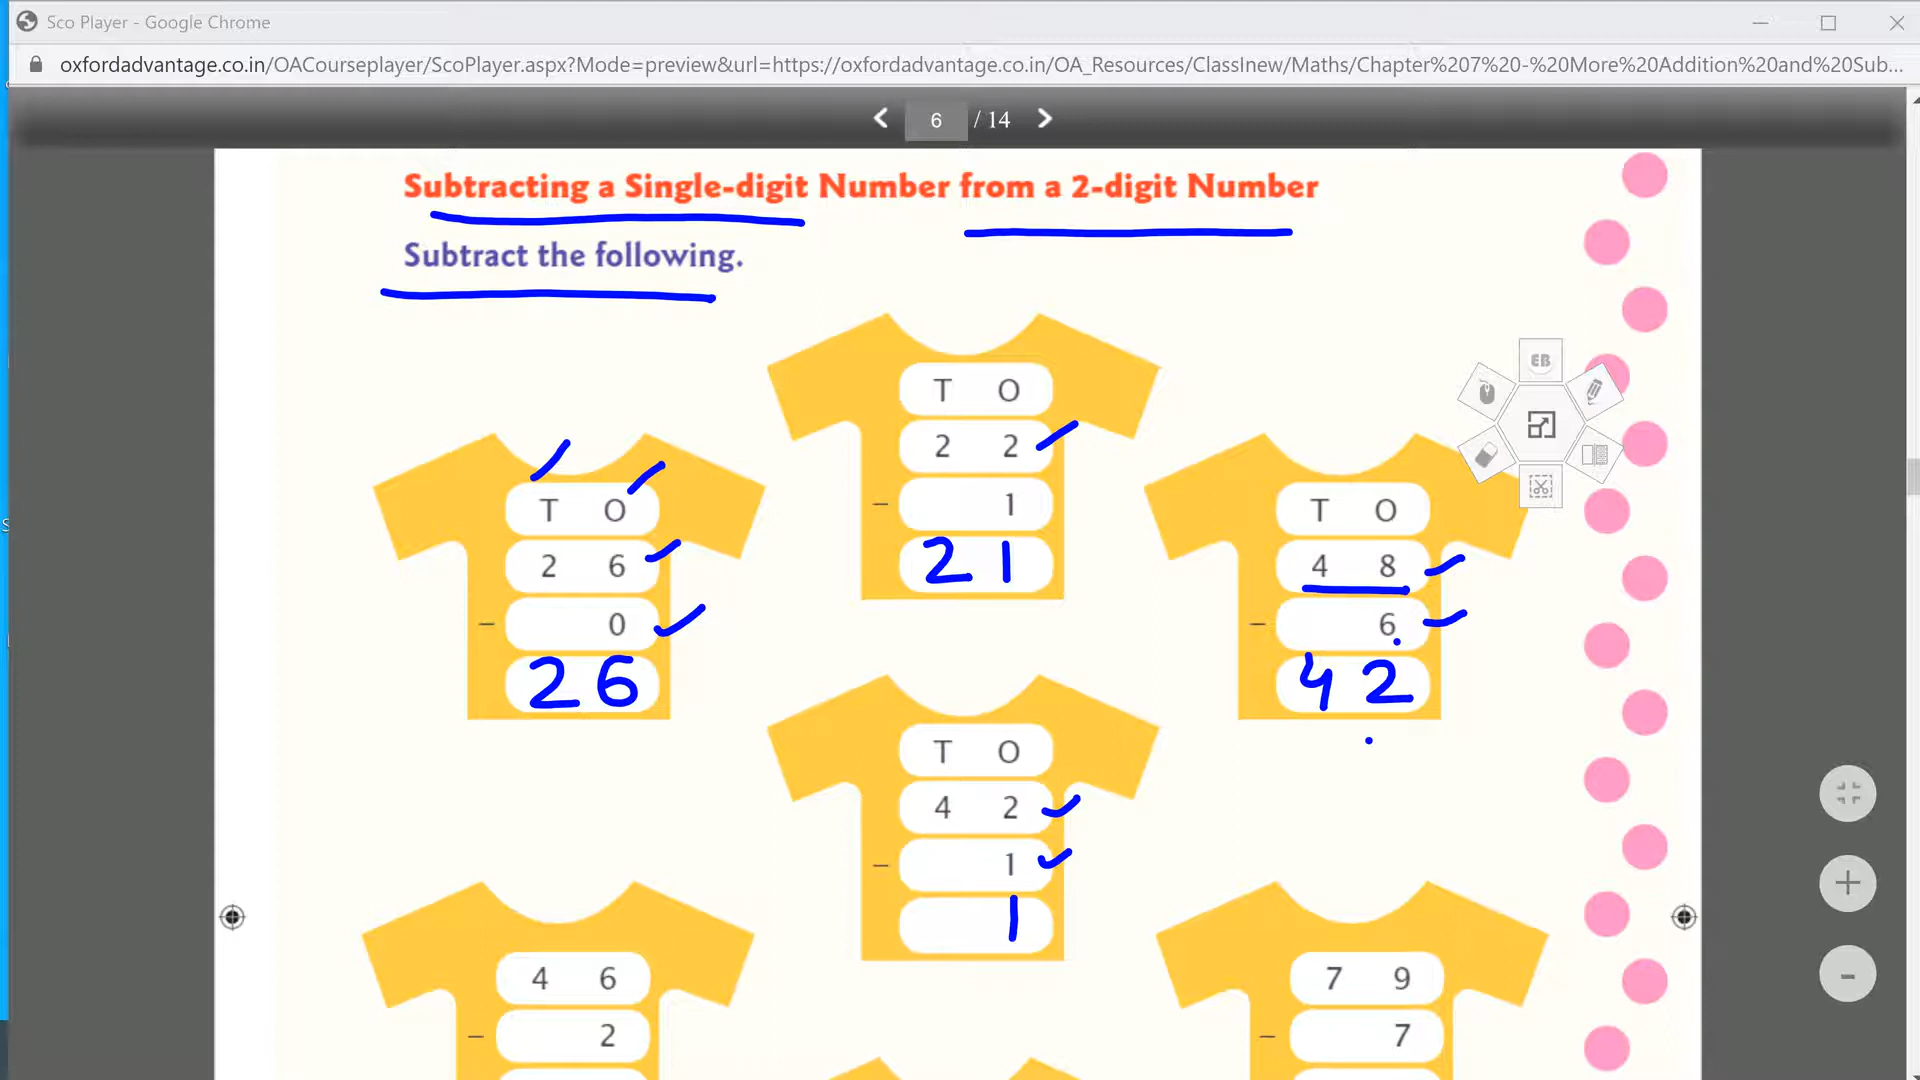 Sco Player - Google Chrome
oxfordadvantage.co.in/OACourseplayer/ScoPlayer.aspx?Mode=preview&url=https://oxfordadvantage.co.in/OA_Resources/ClassInew/Maths/Chapter%207%20-%20More%20Addition%20and%20Sub...
6 / 14
Subtracting a Single-digit Number from a 2-digit Number
Subtract the following.
T O
2 2
- 1
2 1
T O
2 6
- 0
2 6
T O
4 8
- 6
4 2
T O
4 2
- 1
1
4 6
- 2
7 9
- 7
EB